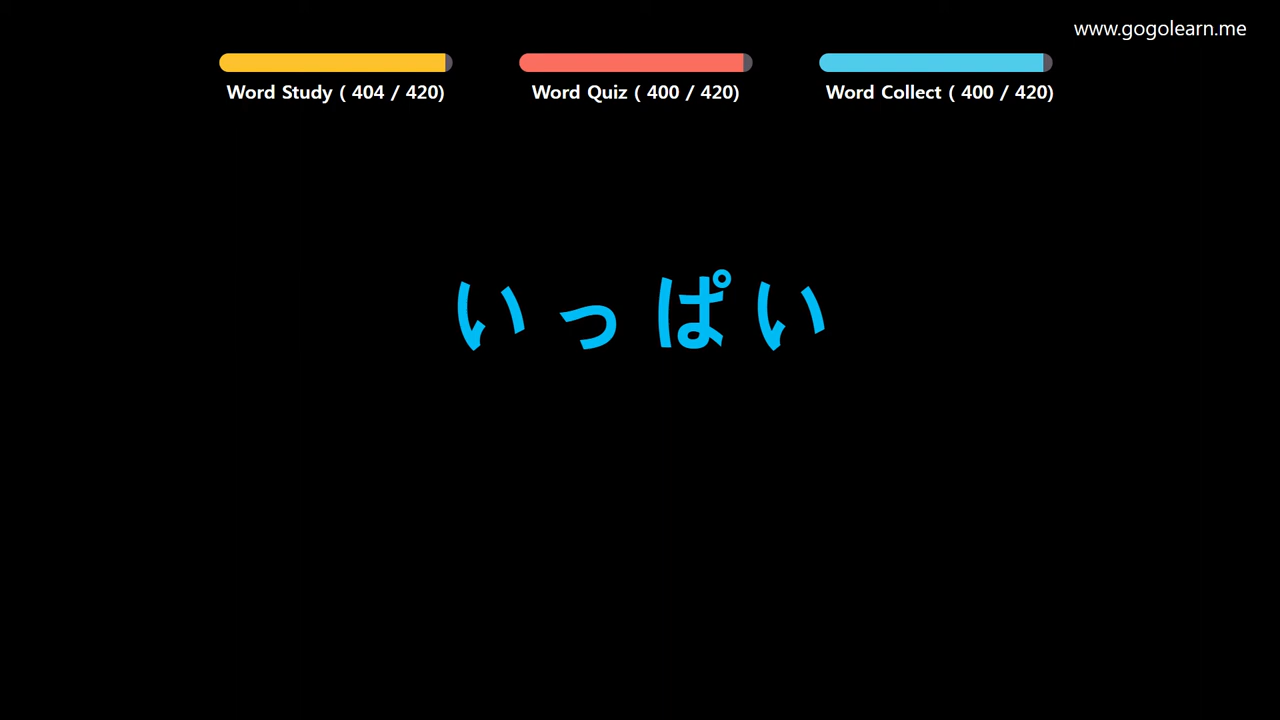 www.gogolearn.me
Word Study ( 404 / 420)
Word Quiz ( 400 / 420)
Word Collect ( 400 / 420)
いっぱい